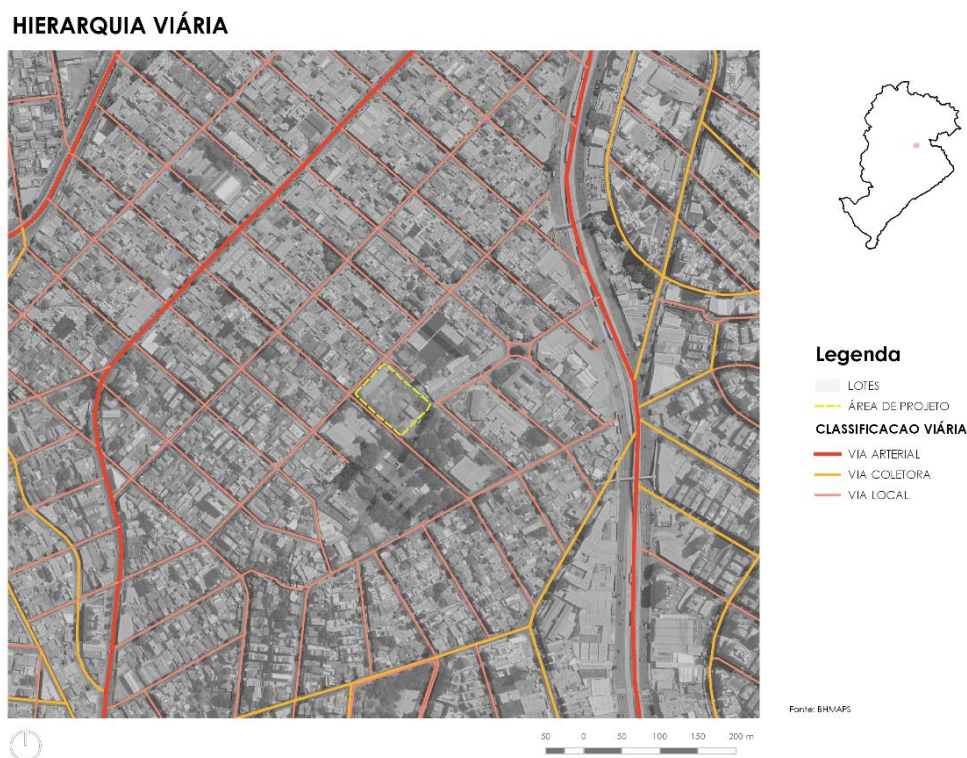 HIERARQUIA VIÁRIA
Legenda
LOTES
ÁREA DE PROJETO
CLASSIFICACAO VIÁRIA
VIA ARTERIAL
VIA COLETORA
VIA LOCAL
Fonte: BHMAPS
50 0 50 100 150 200 m